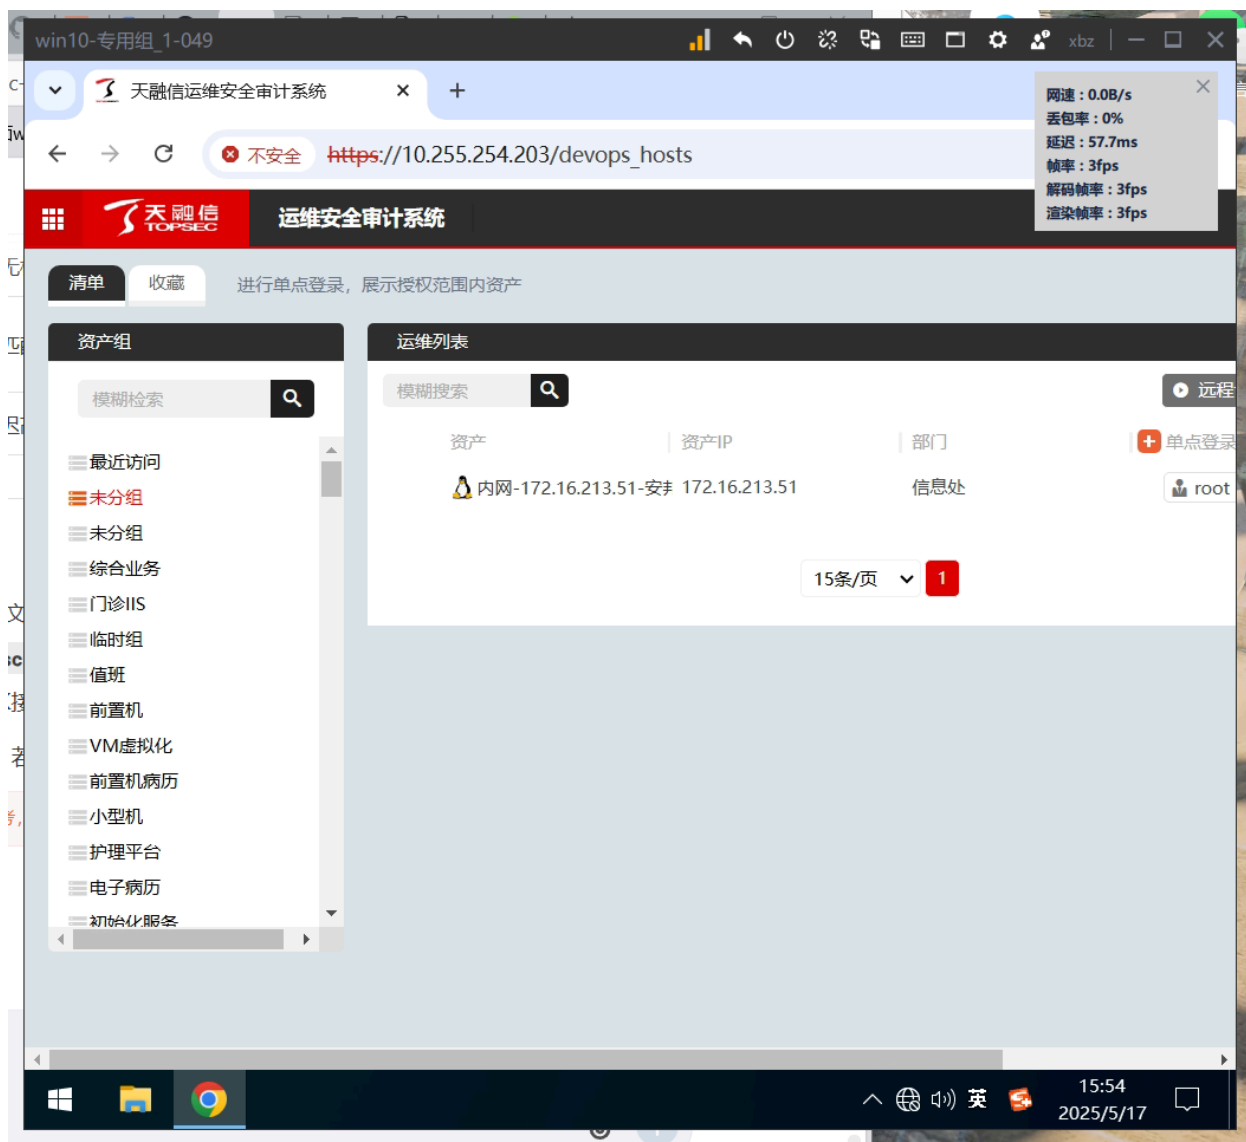 win10-专用组_1-049
xbz
天融信运维安全审计系统
网速：0.0B/s
丢包率：0%
延迟：57.7ms
帧率：3fps
解码帧率：3fps
渲染帧率：3fps
不安全 https://10.255.254.203/devops_hosts
天融信
TOPSEC
运维安全审计系统
清单 收藏 进行单点登录，展示授权范围内资产
资产组
模糊检索
最近访问
未分组
未分组
综合业务
门诊IIS
临时组
值班
前置机
VM虚拟化
前置机病历
小型机
护理平台
电子病历
初始化服务
运维列表
模糊搜索
远程
资产 资产IP 部门 单点登录
内网-172.16.213.51-安 172.16.213.51 信息处 root
15条/页 1
英
15:54
2025/5/17